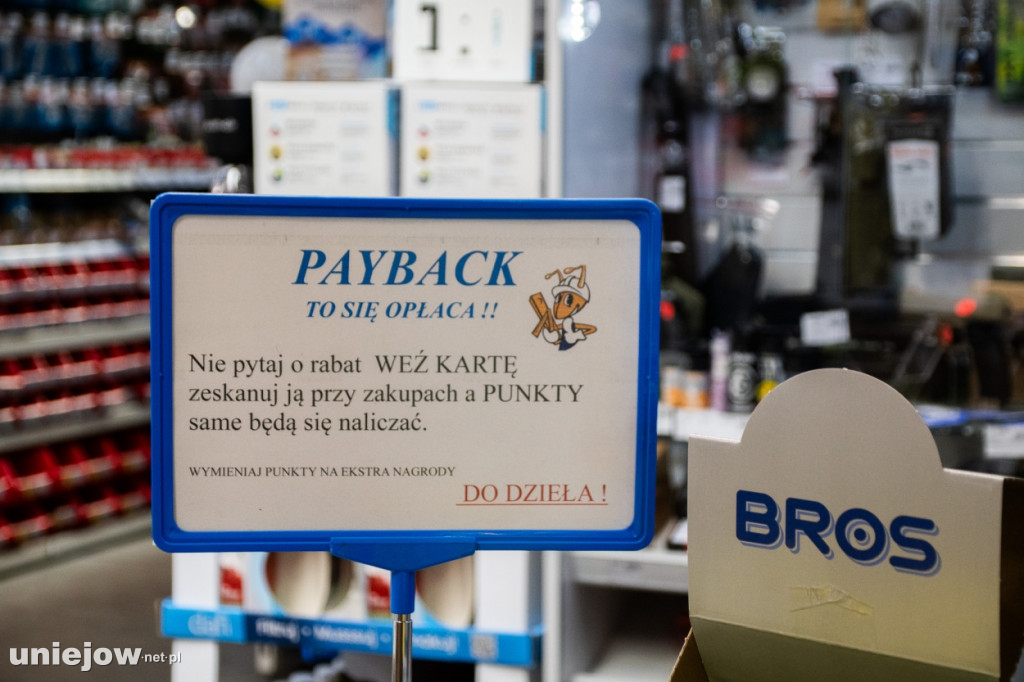 PAYBACK
TO SIĘ OPŁACA !!
Nie pytaj o rabat WEŹ KARTĘ
zeskanuj ją przy zakupach a PUNKTY
same będą się naliczać.
WYMIENIAJ PUNKTY NA EKSTRA NAGRODY
DO DZIEŁA !
BROS
dafi
uniejow.net.pl